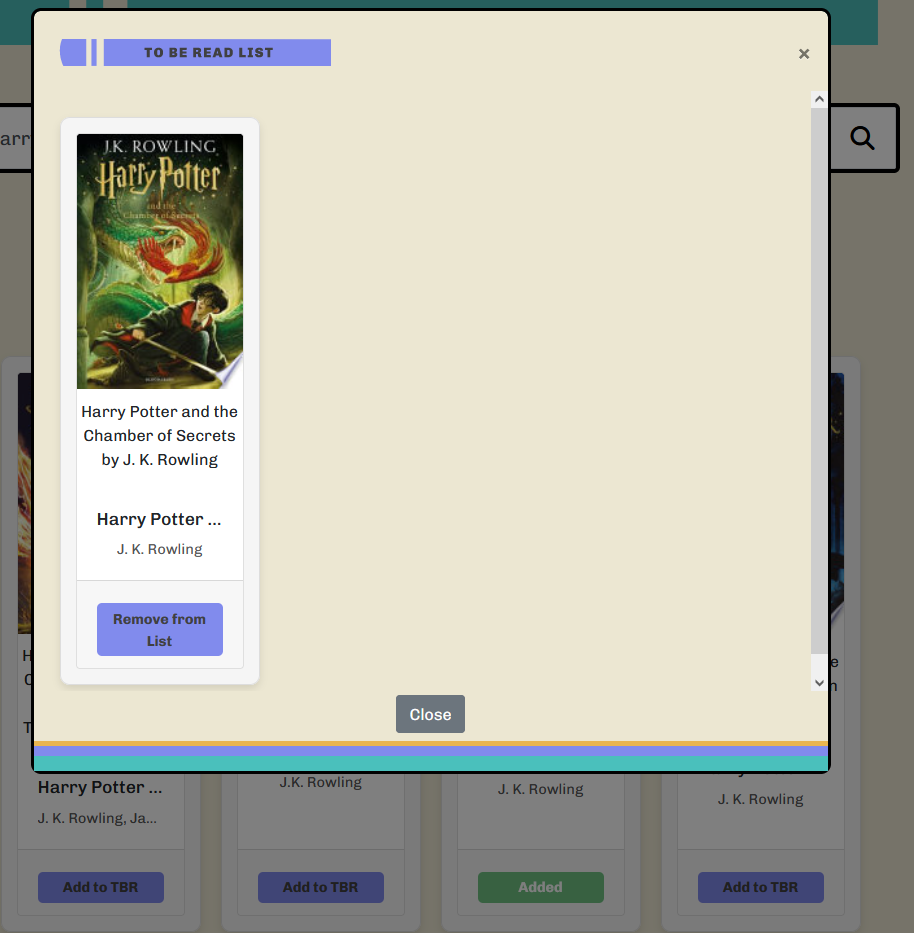 TO BE READ LIST
×
arr
J.K. ROWLING
Harry Potter
and the
Chamber of Secrets
Harry Potter and the
Chamber of Secrets
by J. K. Rowling
Harry Potter ...
J. K. Rowling
Remove from
List
Close
Harry Potter ...
J. K. Rowling, Ja...
Add to TBR
J.K. Rowling
Add to TBR
J. K. Rowling
Added
J. K. Rowling
Add to TBR